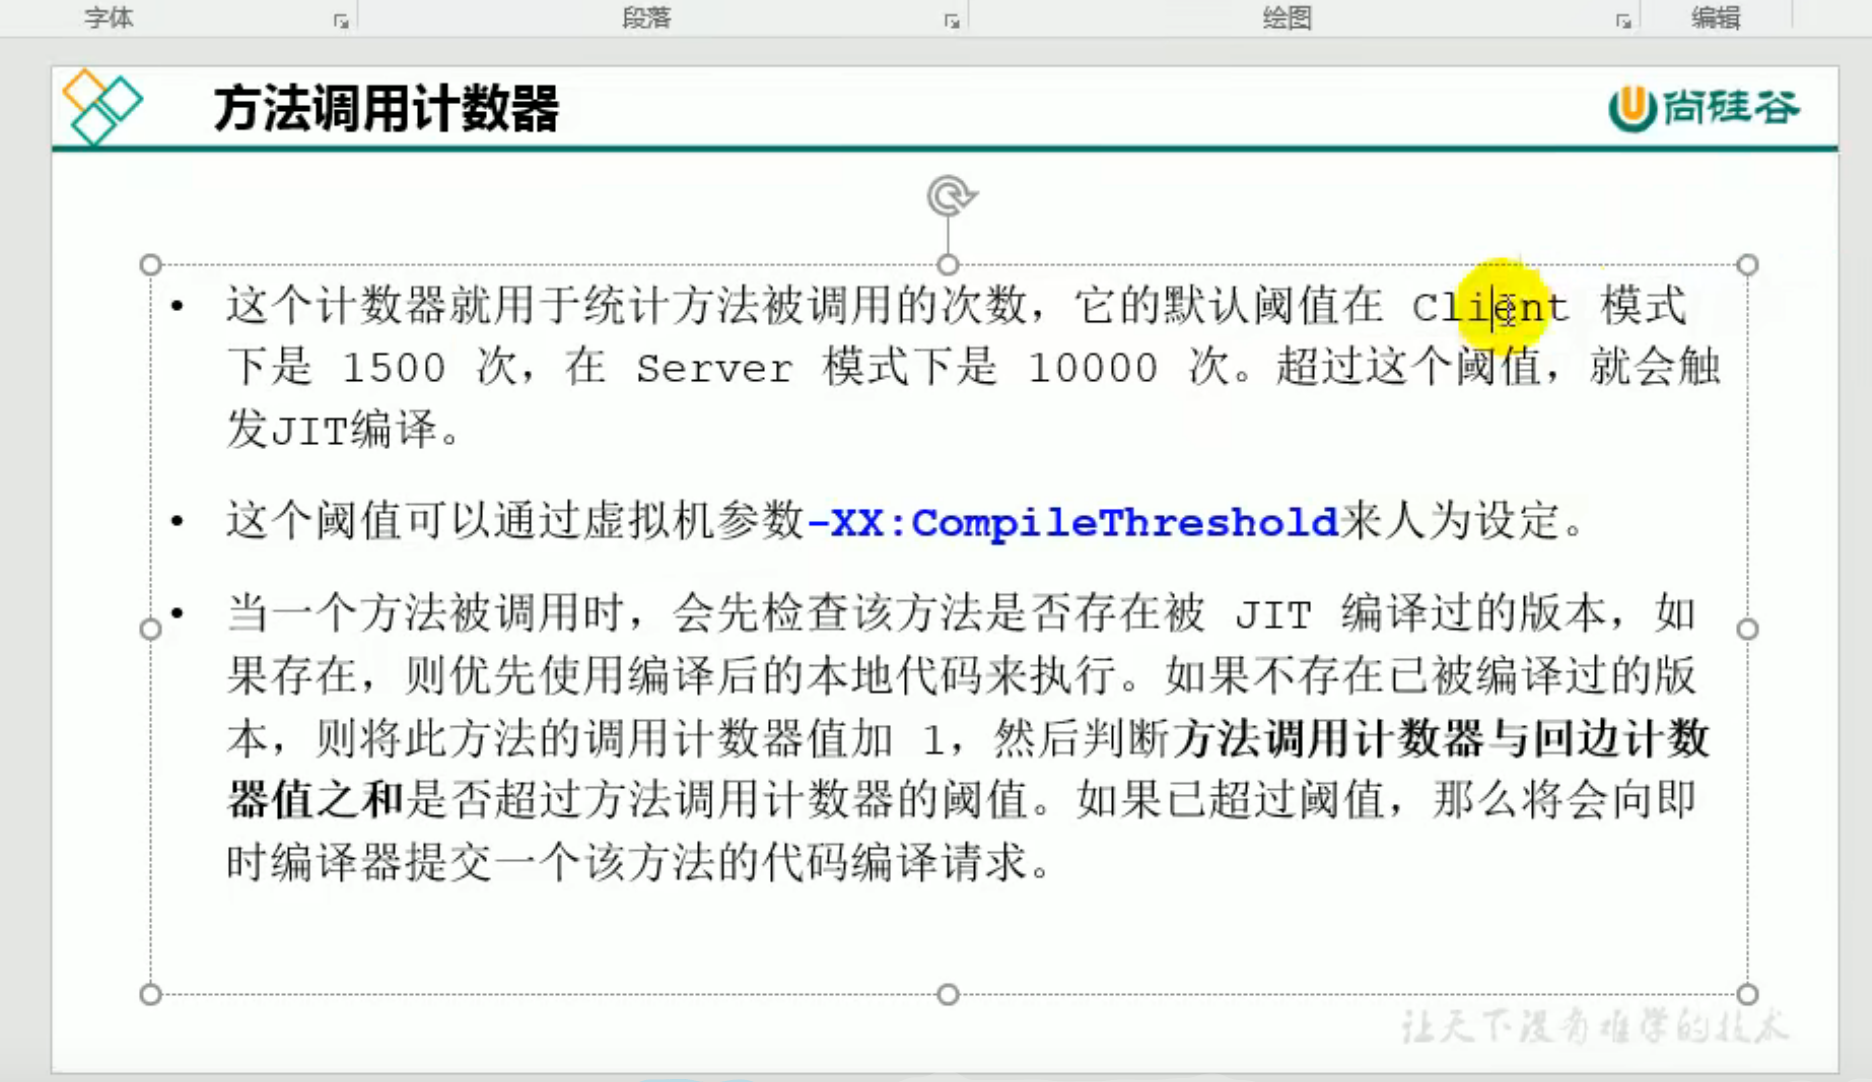 字体 段落 绘图 编辑
方法调用计数器
尚硅谷
• 这个计数器就用于统计方法被调用的次数，它的默认阈值在 Client 模式
下是 1500 次，在 Server 模式下是 10000 次。超过这个阈值，就会触
发JIT编译。
• 这个阈值可以通过虚拟机参数-XX:CompileThreshold来人为设定。
• 当一个方法被调用时，会先检查该方法是否存在被 JIT 编译过的版本，如
果存在，则优先使用编译后的本地代码来执行。如果不存在已被编译过的版
本，则将此方法的调用计数器值加 1，然后判断方法调用计数器与回边计数
器值之和是否超过方法调用计数器的阈值。如果已超过阈值，那么将会向即
时编译器提交一个该方法的代码编译请求。
让天下没有难学的技术